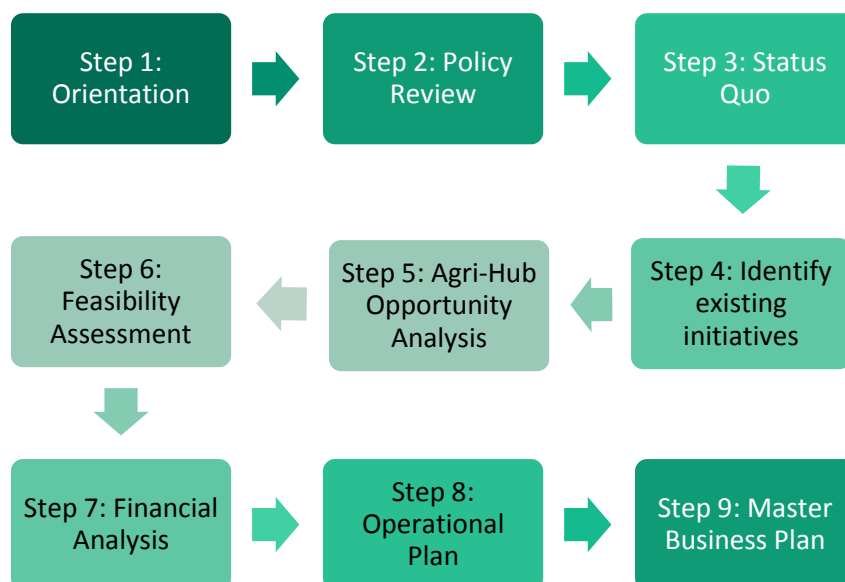 Step 1:
Orientation
Step 2: Policy
Review
Step 3: Status
Quo
Step 4: Identify
existing
initiatives
Step 5: Agri-Hub
Opportunity
Analysis
Step 6:
Feasibility
Assessment
Step 7: Financial
Analysis
Step 8:
Operational
Plan
Step 9: Master
Business Plan